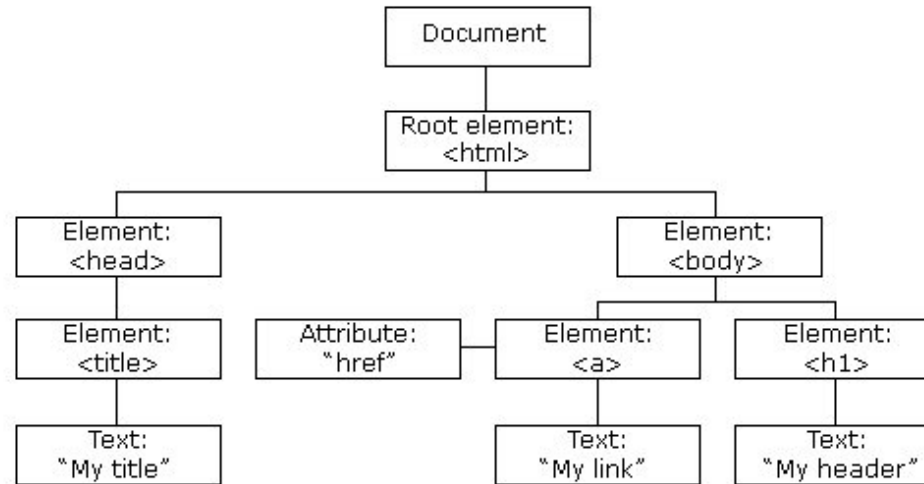 Document
Root element:
<html>
Element:
<head>
Element:
<body>
Element:
<title>
Attribute:
“href”
Element:
<a>
Element:
<h1>
Text:
“My title”
Text:
“My link”
Text:
“My header”